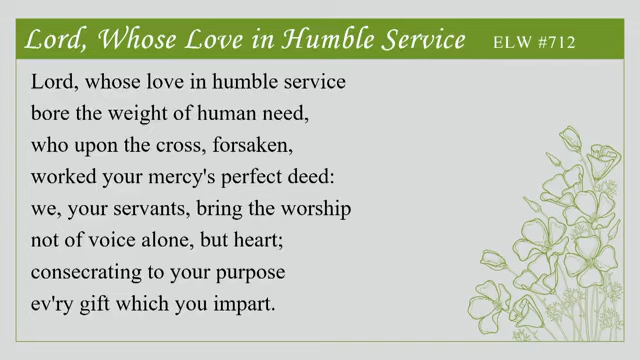 Lord, Whose Love in Humble Service ELW #712
Lord, whose love in humble service
bore the weight of human need,
who upon the cross, forsaken,
worked your mercy's perfect deed:
we, your servants, bring the worship
not of voice alone, but heart;
consecrating to your purpose
ev'ry gift which you impart.